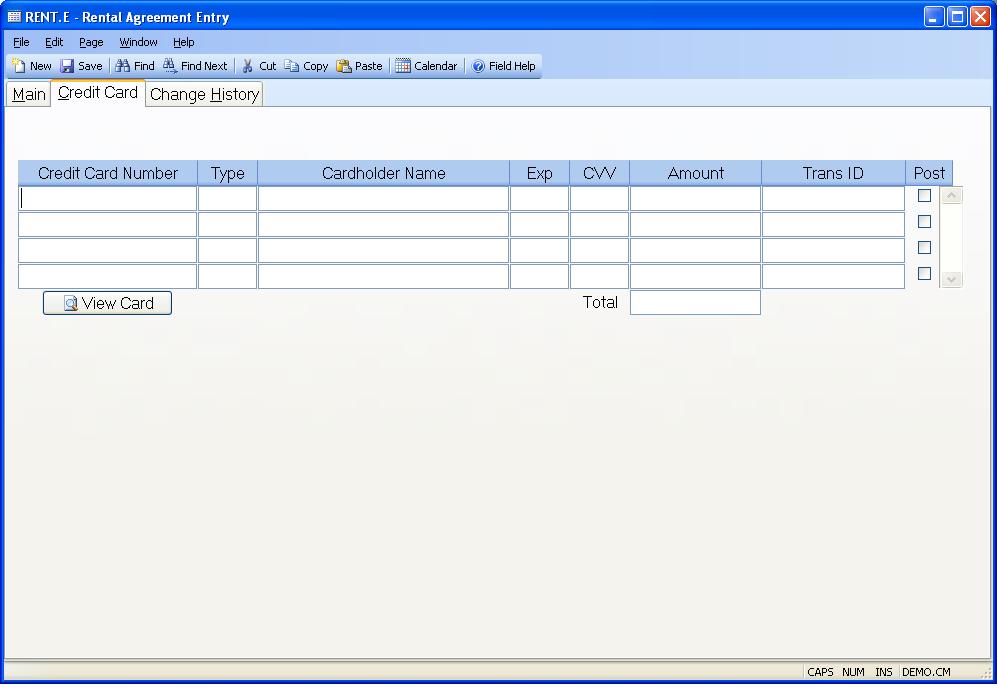 RENT.E - Rental Agreement Entry
File Edit Page Window Help
New Save Find Find Next Cut Copy Paste Calendar Field Help
Main Credit Card Change History
Credit Card Number Type Cardholder Name Exp CVV Amount Trans ID Post
View Card Total
CAPS NUM INS DEMO.CM